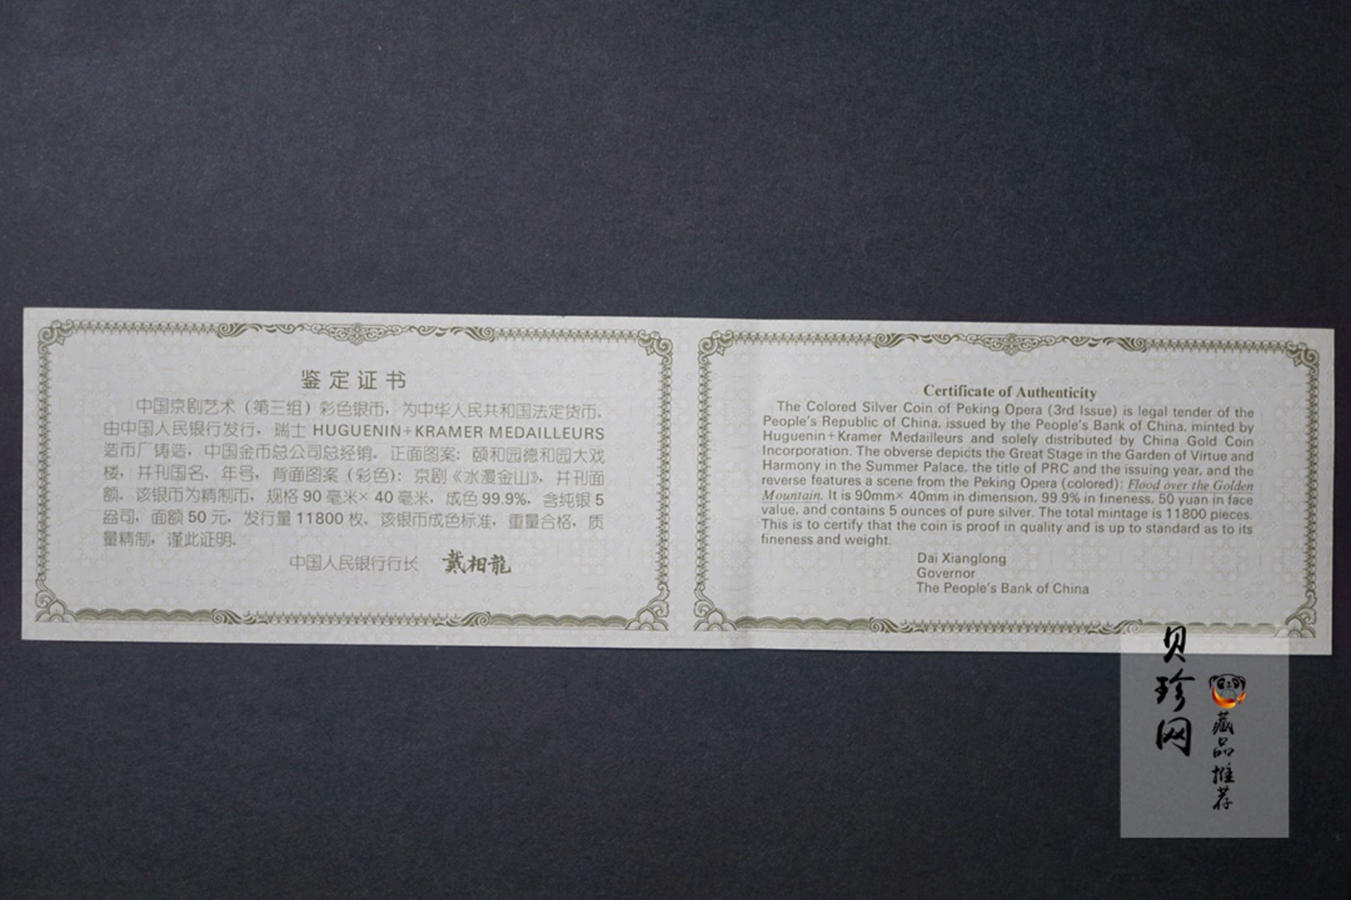 鉴定证书
中国京剧艺术（第三组）彩色银币，为中华人民共和国法定货币，
由中国人民银行发行，瑞士 HUGUENIN+KRAMER MEDAILLEURS
造币厂铸造，中国金币总公司总经销。正面图案：颐和园德和园大戏
楼，并刊国名、年号，背面图案（彩色）：京剧《水漫金山》，并刊面
额。该银币为精制币，规格 90 毫米× 40 毫米，成色 99.9%，含纯银 5
盎司，面额 50 元，发行量 11800 枚。该银币成色标准，重量合格，质
量精制，谨此证明。
中国人民银行行长 戴相龍
Certificate of Authenticity
The Colored Silver Coin of Peking Opera (3rd Issue) is legal tender of the
People's Republic of China, issued by the People's Bank of China, minted by
Huguenin+Kramer Medailleurs and solely distributed by China Gold Coin
Incorporation. The obverse depicts the Great Stage in the Garden of Virtue and
Harmony in the Summer Palace, the title of PRC and the issuing year, and the
reverse features a scene from the Peking Opera (colored): Flood over the Golden
Mountain. It is 90mm× 40mm in dimension, 99.9% in fineness, 50 yuan in face
value, and contains 5 ounces of pure silver. The total mintage is 11800 pieces.
This is to certify that the coin is proof in quality and is up to standard as to its
fineness and weight.
Dai Xianglong
Governor
The People's Bank of China
贝珍网
藏品推荐